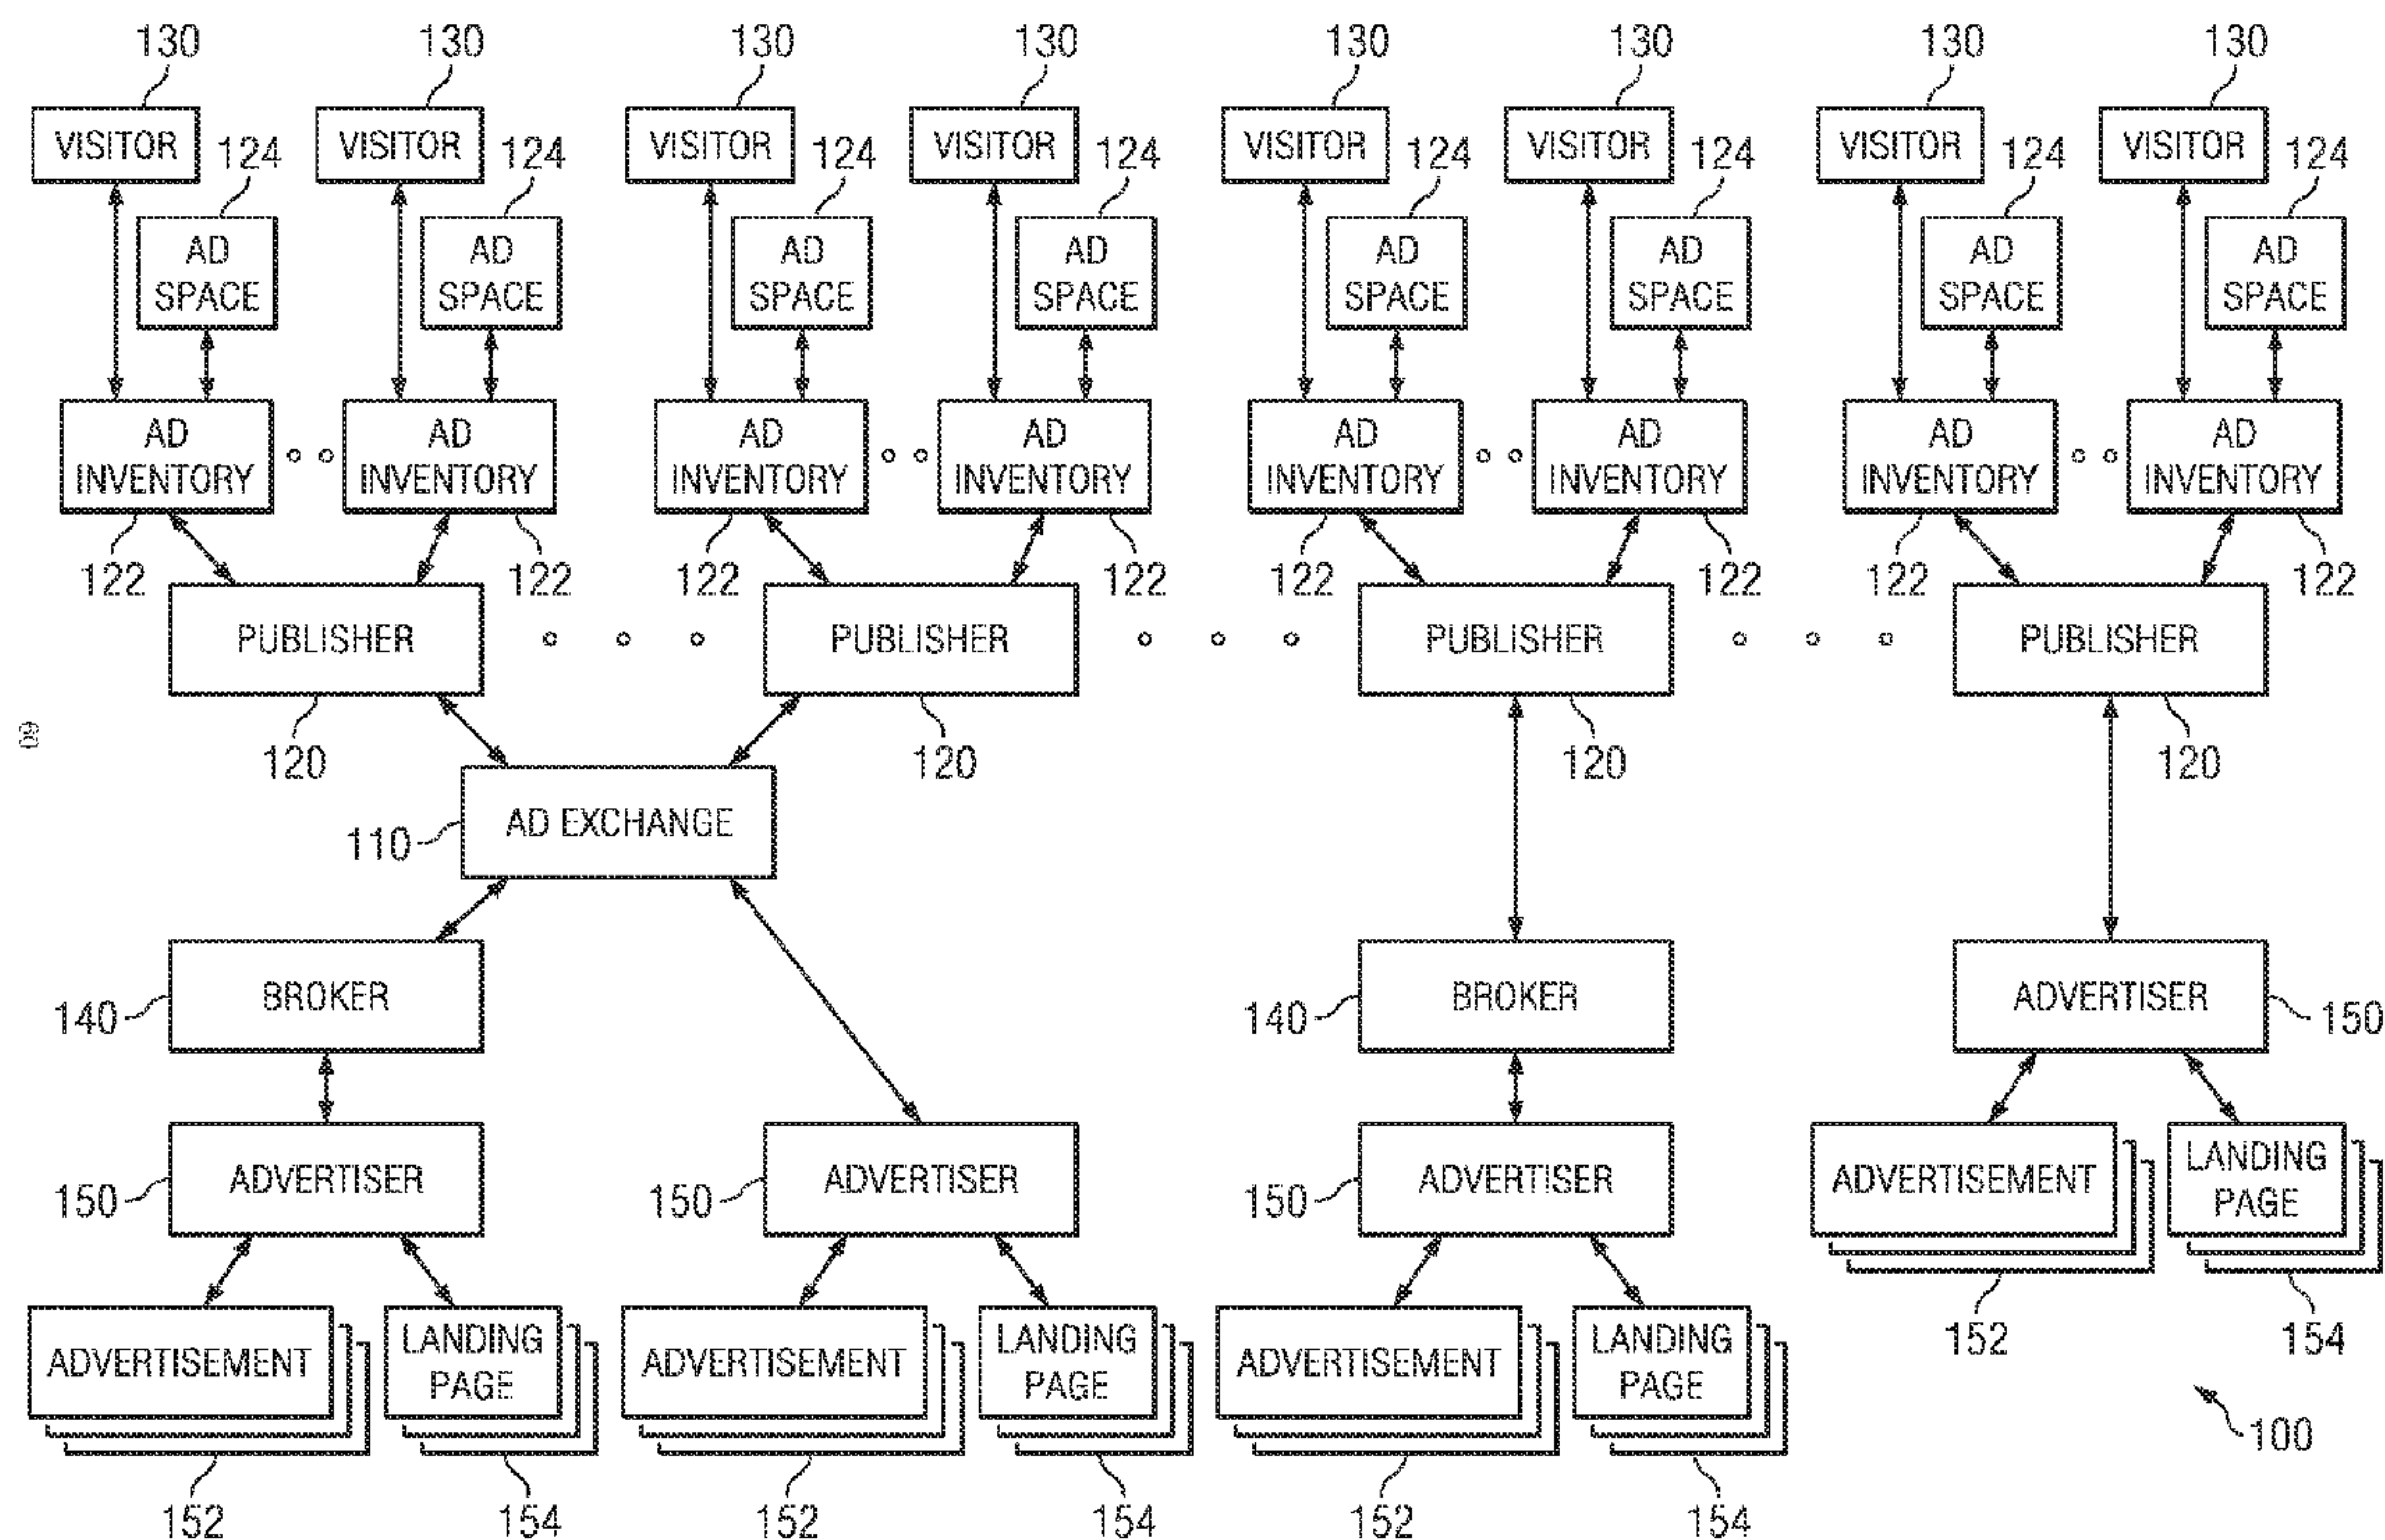 130 130 130 130 130 130 130 130
VISITOR VISITOR VISITOR VISITOR VISITOR VISITOR VISITOR VISITOR
124 124 124 124 124 124 124 124
AD AD AD AD AD AD AD AD
SPACE SPACE SPACE SPACE SPACE SPACE SPACE SPACE
AD AD AD AD AD AD AD AD
INVENTORY INVENTORY INVENTORY INVENTORY INVENTORY INVENTORY INVENTORY INVENTORY
122 122 122 122 122 122 122 122
PUBLISHER PUBLISHER PUBLISHER PUBLISHER
120 120 120 120
110 AD EXCHANGE
140 BROKER 140 BROKER ADVERTISER 150
150 ADVERTISER 150 ADVERTISER 150 ADVERTISER ADVERTISEMENT LANDING
PAGE
152 154
ADVERTISEMENT LANDING ADVERTISEMENT LANDING ADVERTISEMENT LANDING
PAGE PAGE PAGE
100
152 154 152 154 152 154